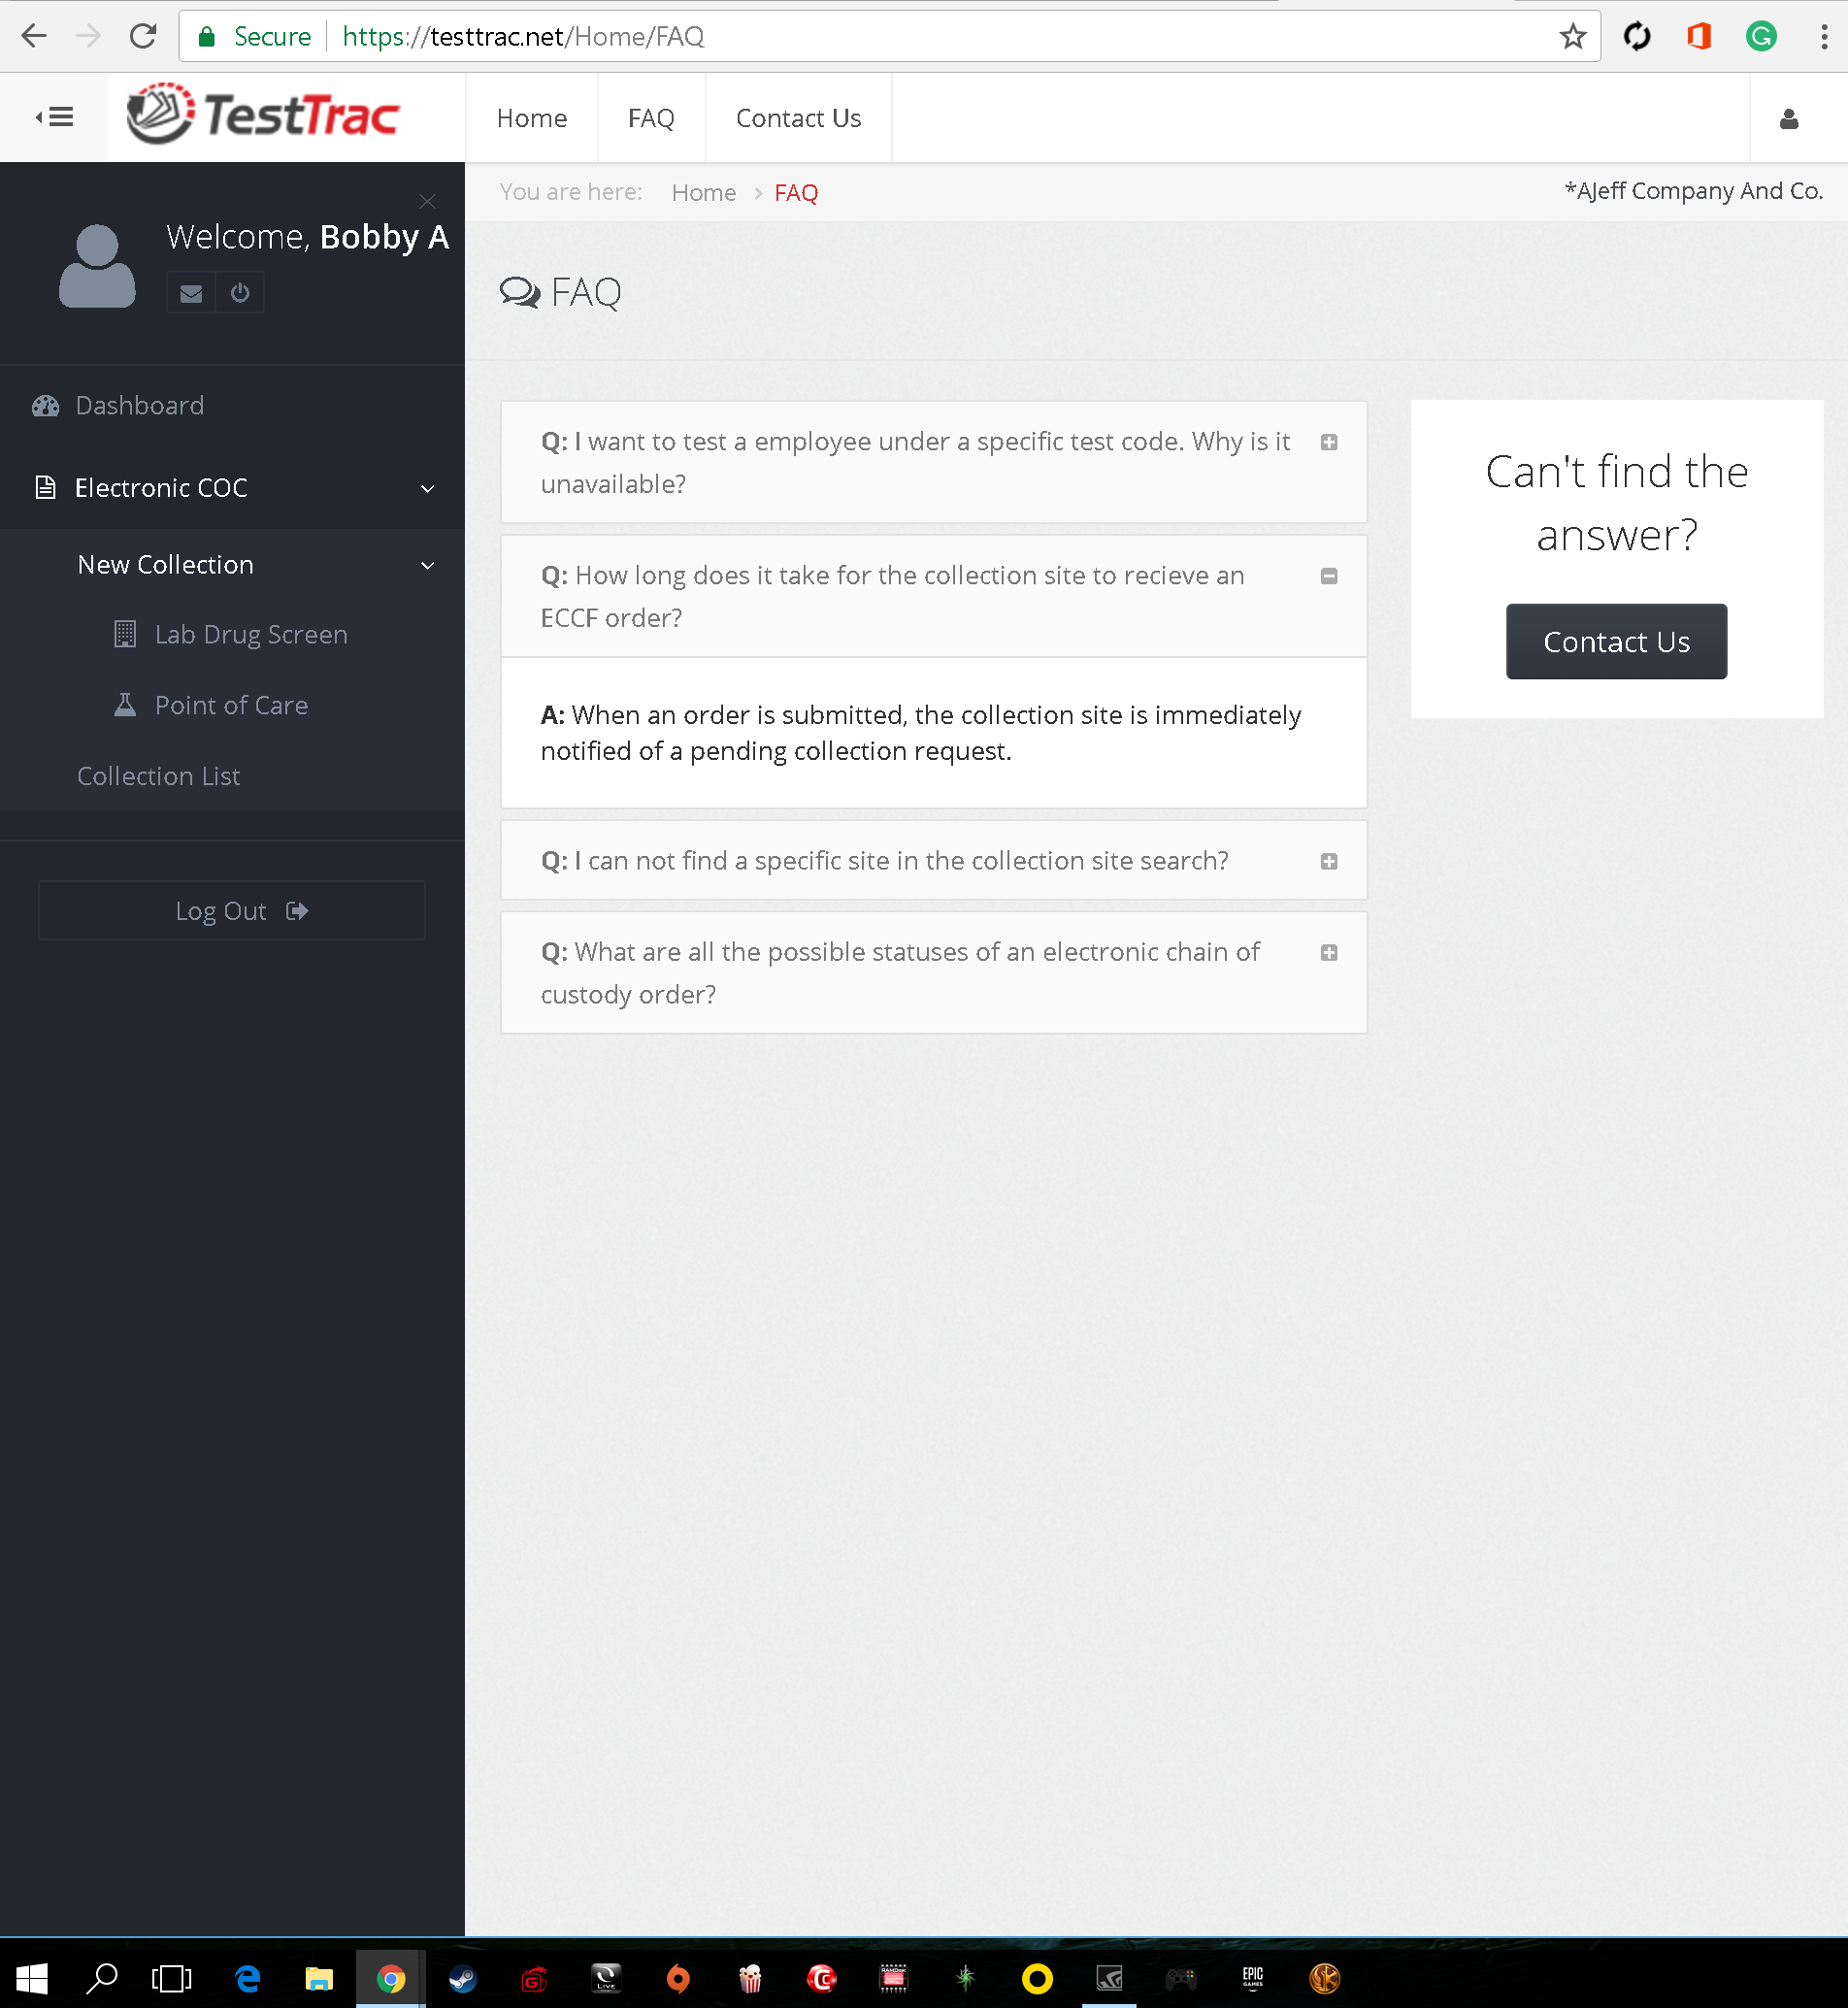 Secure https://testtrac.net/Home/FAQ
TestTrac
Home
FAQ
Contact Us
You are here: Home > FAQ
*AJeff Company And Co.
Welcome, Bobby A
Dashboard
Electronic COC
New Collection
Lab Drug Screen
Point of Care
Collection List
Log Out
FAQ
Q: I want to test a employee under a specific test code. Why is it
unavailable?
Q: How long does it take for the collection site to recieve an
ECCF order?
A: When an order is submitted, the collection site is immediately
notified of a pending collection request.
Q: I can not find a specific site in the collection site search?
Q: What are all the possible statuses of an electronic chain of
custody order?
Can't find the
answer?
Contact Us
LIVE
RAMDisk
EPIC
GAMES